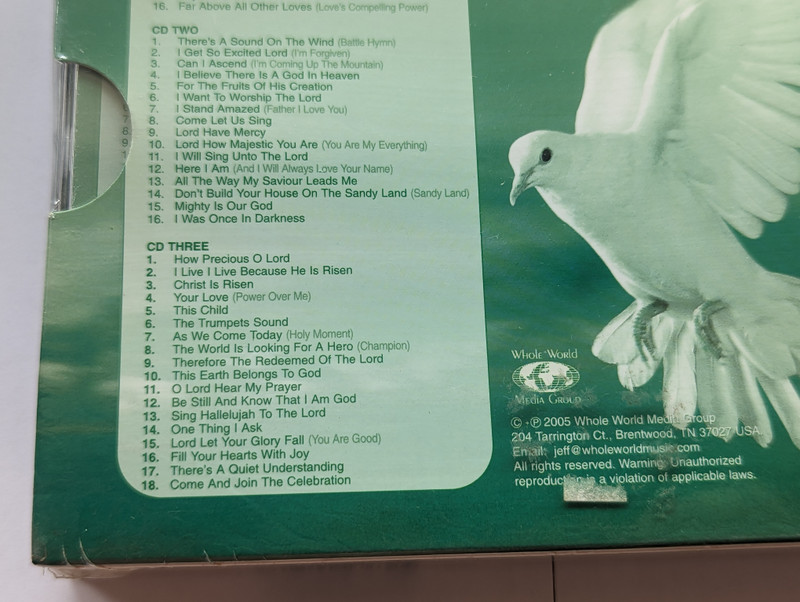 16. Far Above All Other Loves (Love's Compelling Power)
CD TWO
1. There's A Sound On The Wind (Battle Hymn)
2. I Get So Excited Lord (I'm Forgiven)
3. Can I Ascend (I'm Coming Up The Mountain)
4. I Believe There Is A God In Heaven
5. For The Fruits Of His Creation
6. I Want To Worship The Lord
7. I Stand Amazed (Father I Love You)
8. Come Let Us Sing
9. Lord Have Mercy
10. Lord How Majestic You Are (You Are My Everything)
11. I Will Sing Unto The Lord
12. Here I Am (And I Will Always Love Your Name)
13. All The Way My Saviour Leads Me
14. Don't Build Your House On The Sandy Land (Sandy Land)
15. Mighty Is Our God
16. I Was Once In Darkness
CD THREE
1. How Precious O Lord
2. I Live I Live Because He Is Risen
3. Christ Is Risen
4. Your Love (Power Over Me)
5. This Child
6. The Trumpets Sound
7. As We Come Today (Holy Moment)
8. The World Is Looking For A Hero (Champion)
9. Therefore The Redeemed Of The Lord
10. This Earth Belongs To God
11. O Lord Hear My Prayer
12. Be Still And Know That I Am God
13. Sing Hallelujah To The Lord
14. One Thing I Ask
15. Lord Let Your Glory Fall (You Are Good)
16. Fill Your Hearts With Joy
17. There's A Quiet Understanding
18. Come And Join The Celebration
WHOLE WORLD
MEDIA GROUP
© + ℗ 2005 Whole World Media Group
204 Tarrington Ct., Brentwood, TN 37027 USA
Email: jeff@wholeworldmusic.com
All rights reserved. Warning: Unauthorized
reproduction is a violation of applicable laws.